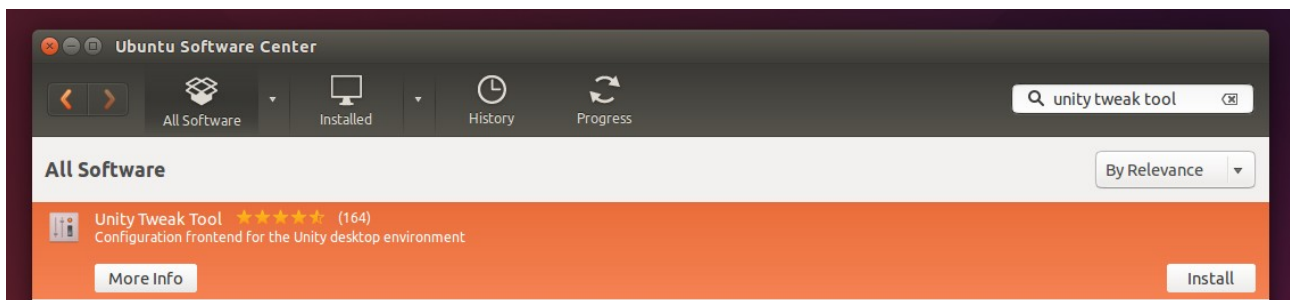 Ubuntu Software Center
All Software
Installed
History
Progress
unity tweak tool
All Software
By Relevance
Unity Tweak Tool (164)
Configuration frontend for the Unity desktop environment
More Info
Install